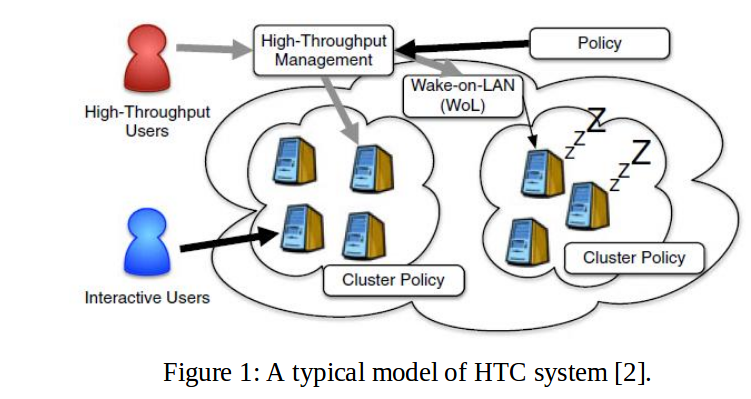 High-Throughput
Management
Policy
Wake-on-LAN
(WoL)
High-Throughput
Users
Z
Z
Z
Z
Z
Z
Cluster Policy
Cluster Policy
Interactive Users
Figure 1: A typical model of HTC system [2].